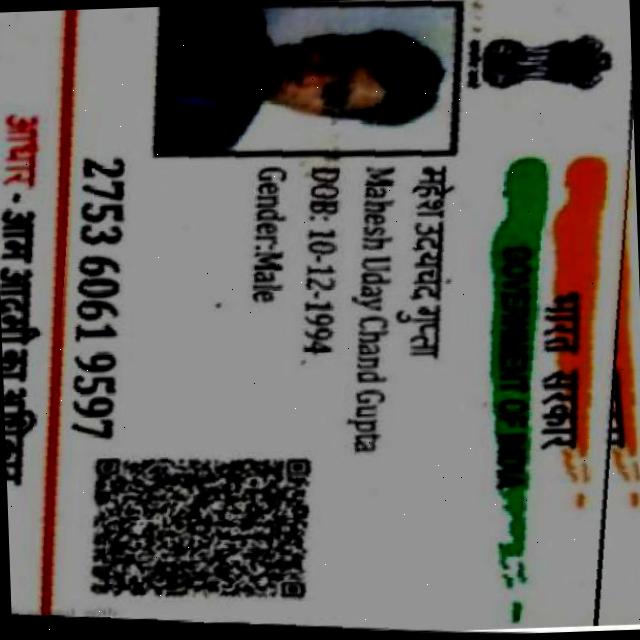 भारत सरकार
GOVERNMENT OF INDIA
महेश उदयचंद गुप्ता
Mahesh Uday Chand Gupta
DOB: 10-12-1994
Gender:Male
2753 6061 9597
आधार - आम आदमी का अधिकार